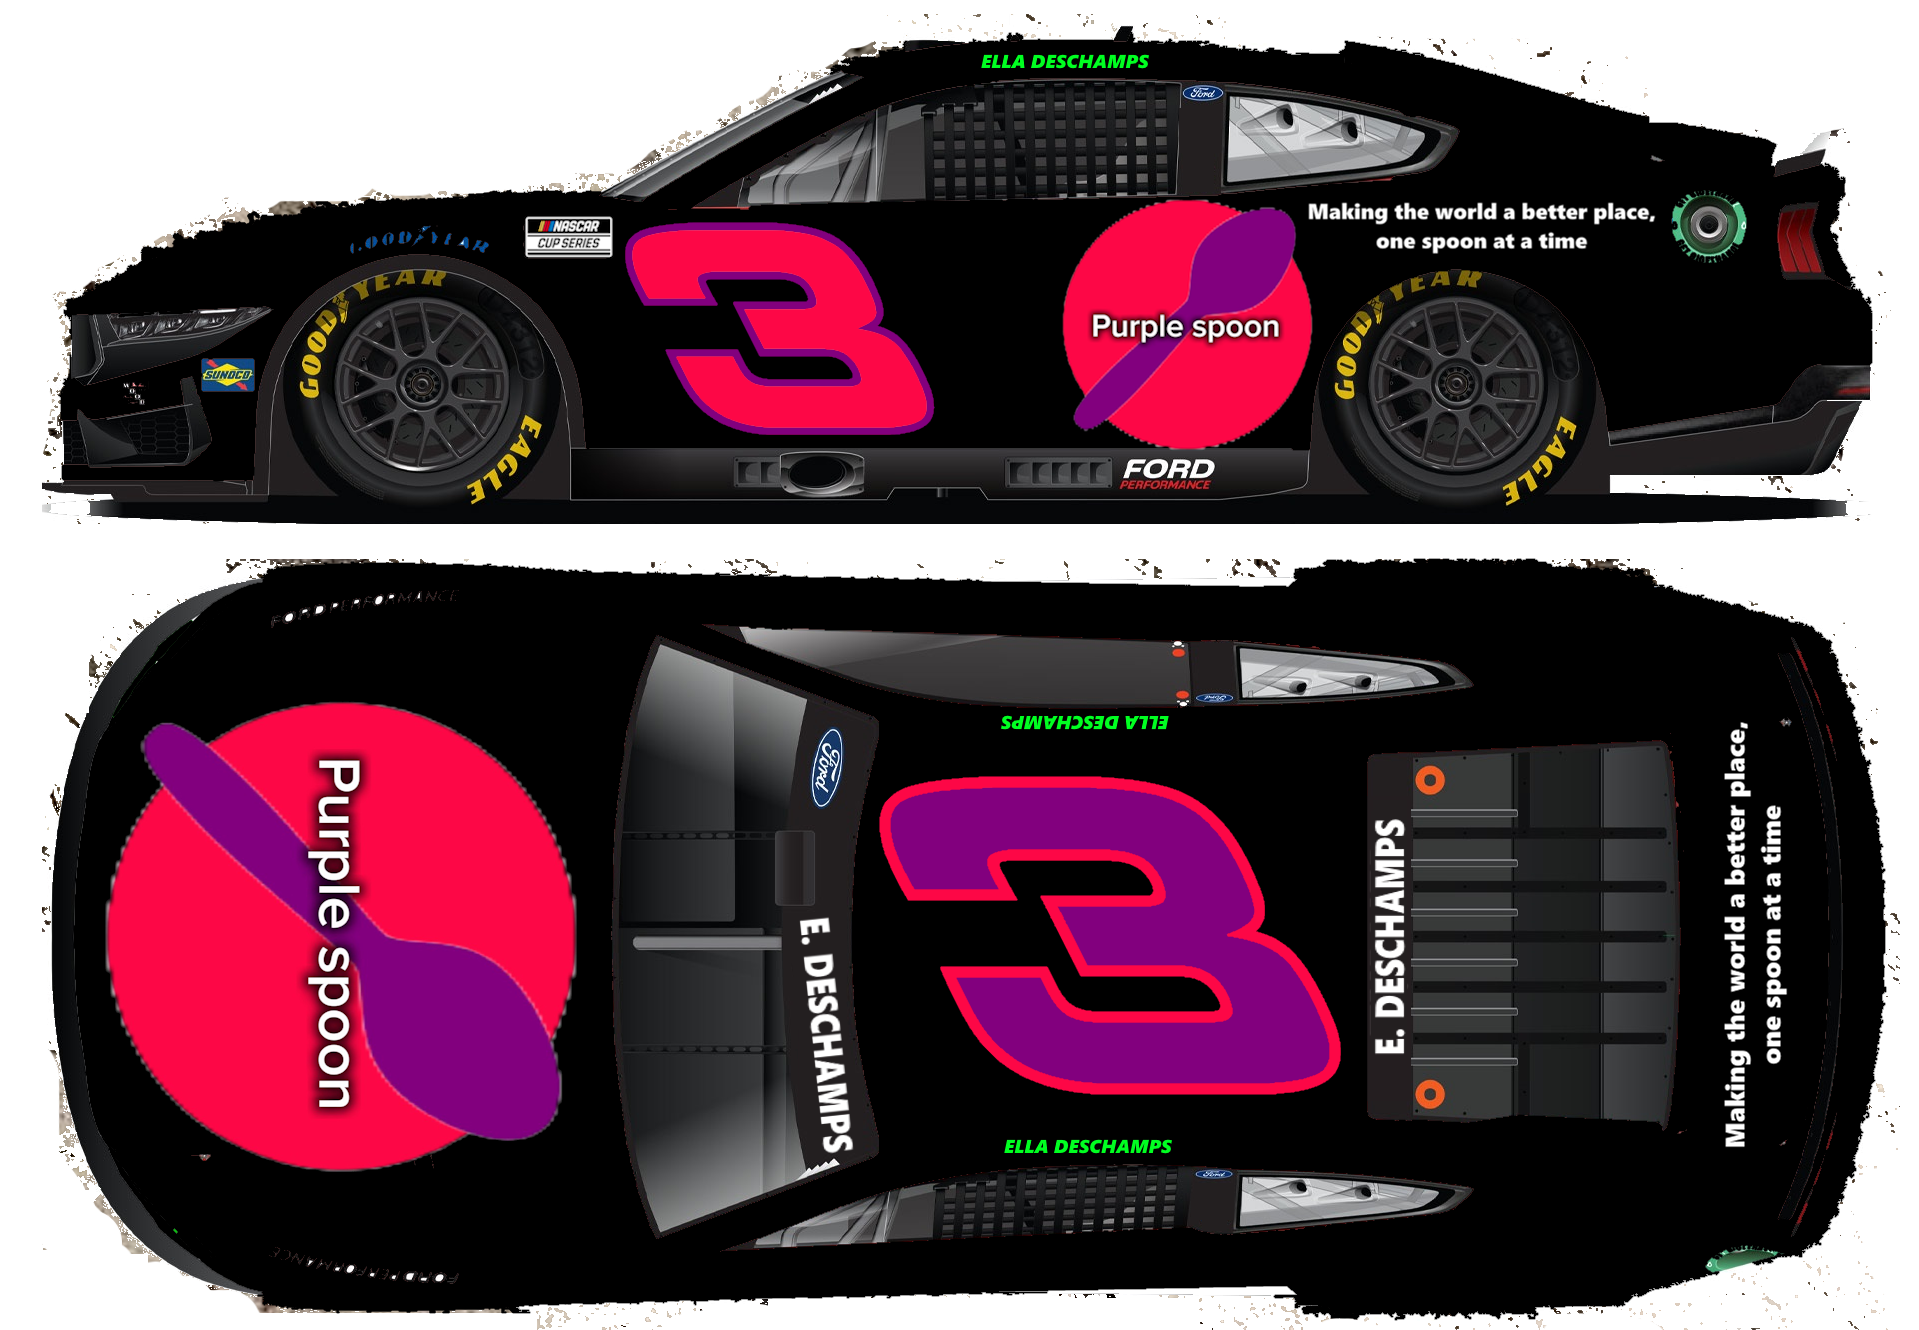 ELLA DESCHAMPS
Ford
Making the world a better place,
one spoon at a time
GOODYEAR
NASCAR
CUP SERIES
3
Purple spoon
GOODYEAR
EAGLE
GOODYEAR
EAGLE
SUNOCO
FORD
PERFORMANCE
FORD PERFORMANCE
Ford
ELLA DESCHAMPS
Ford
Purple spoon
3
E. DESCHAMPS
E. DESCHAMPS
Making the world a better place,
one spoon at a time
ELLA DESCHAMPS
Ford
FORD PERFORMANCE